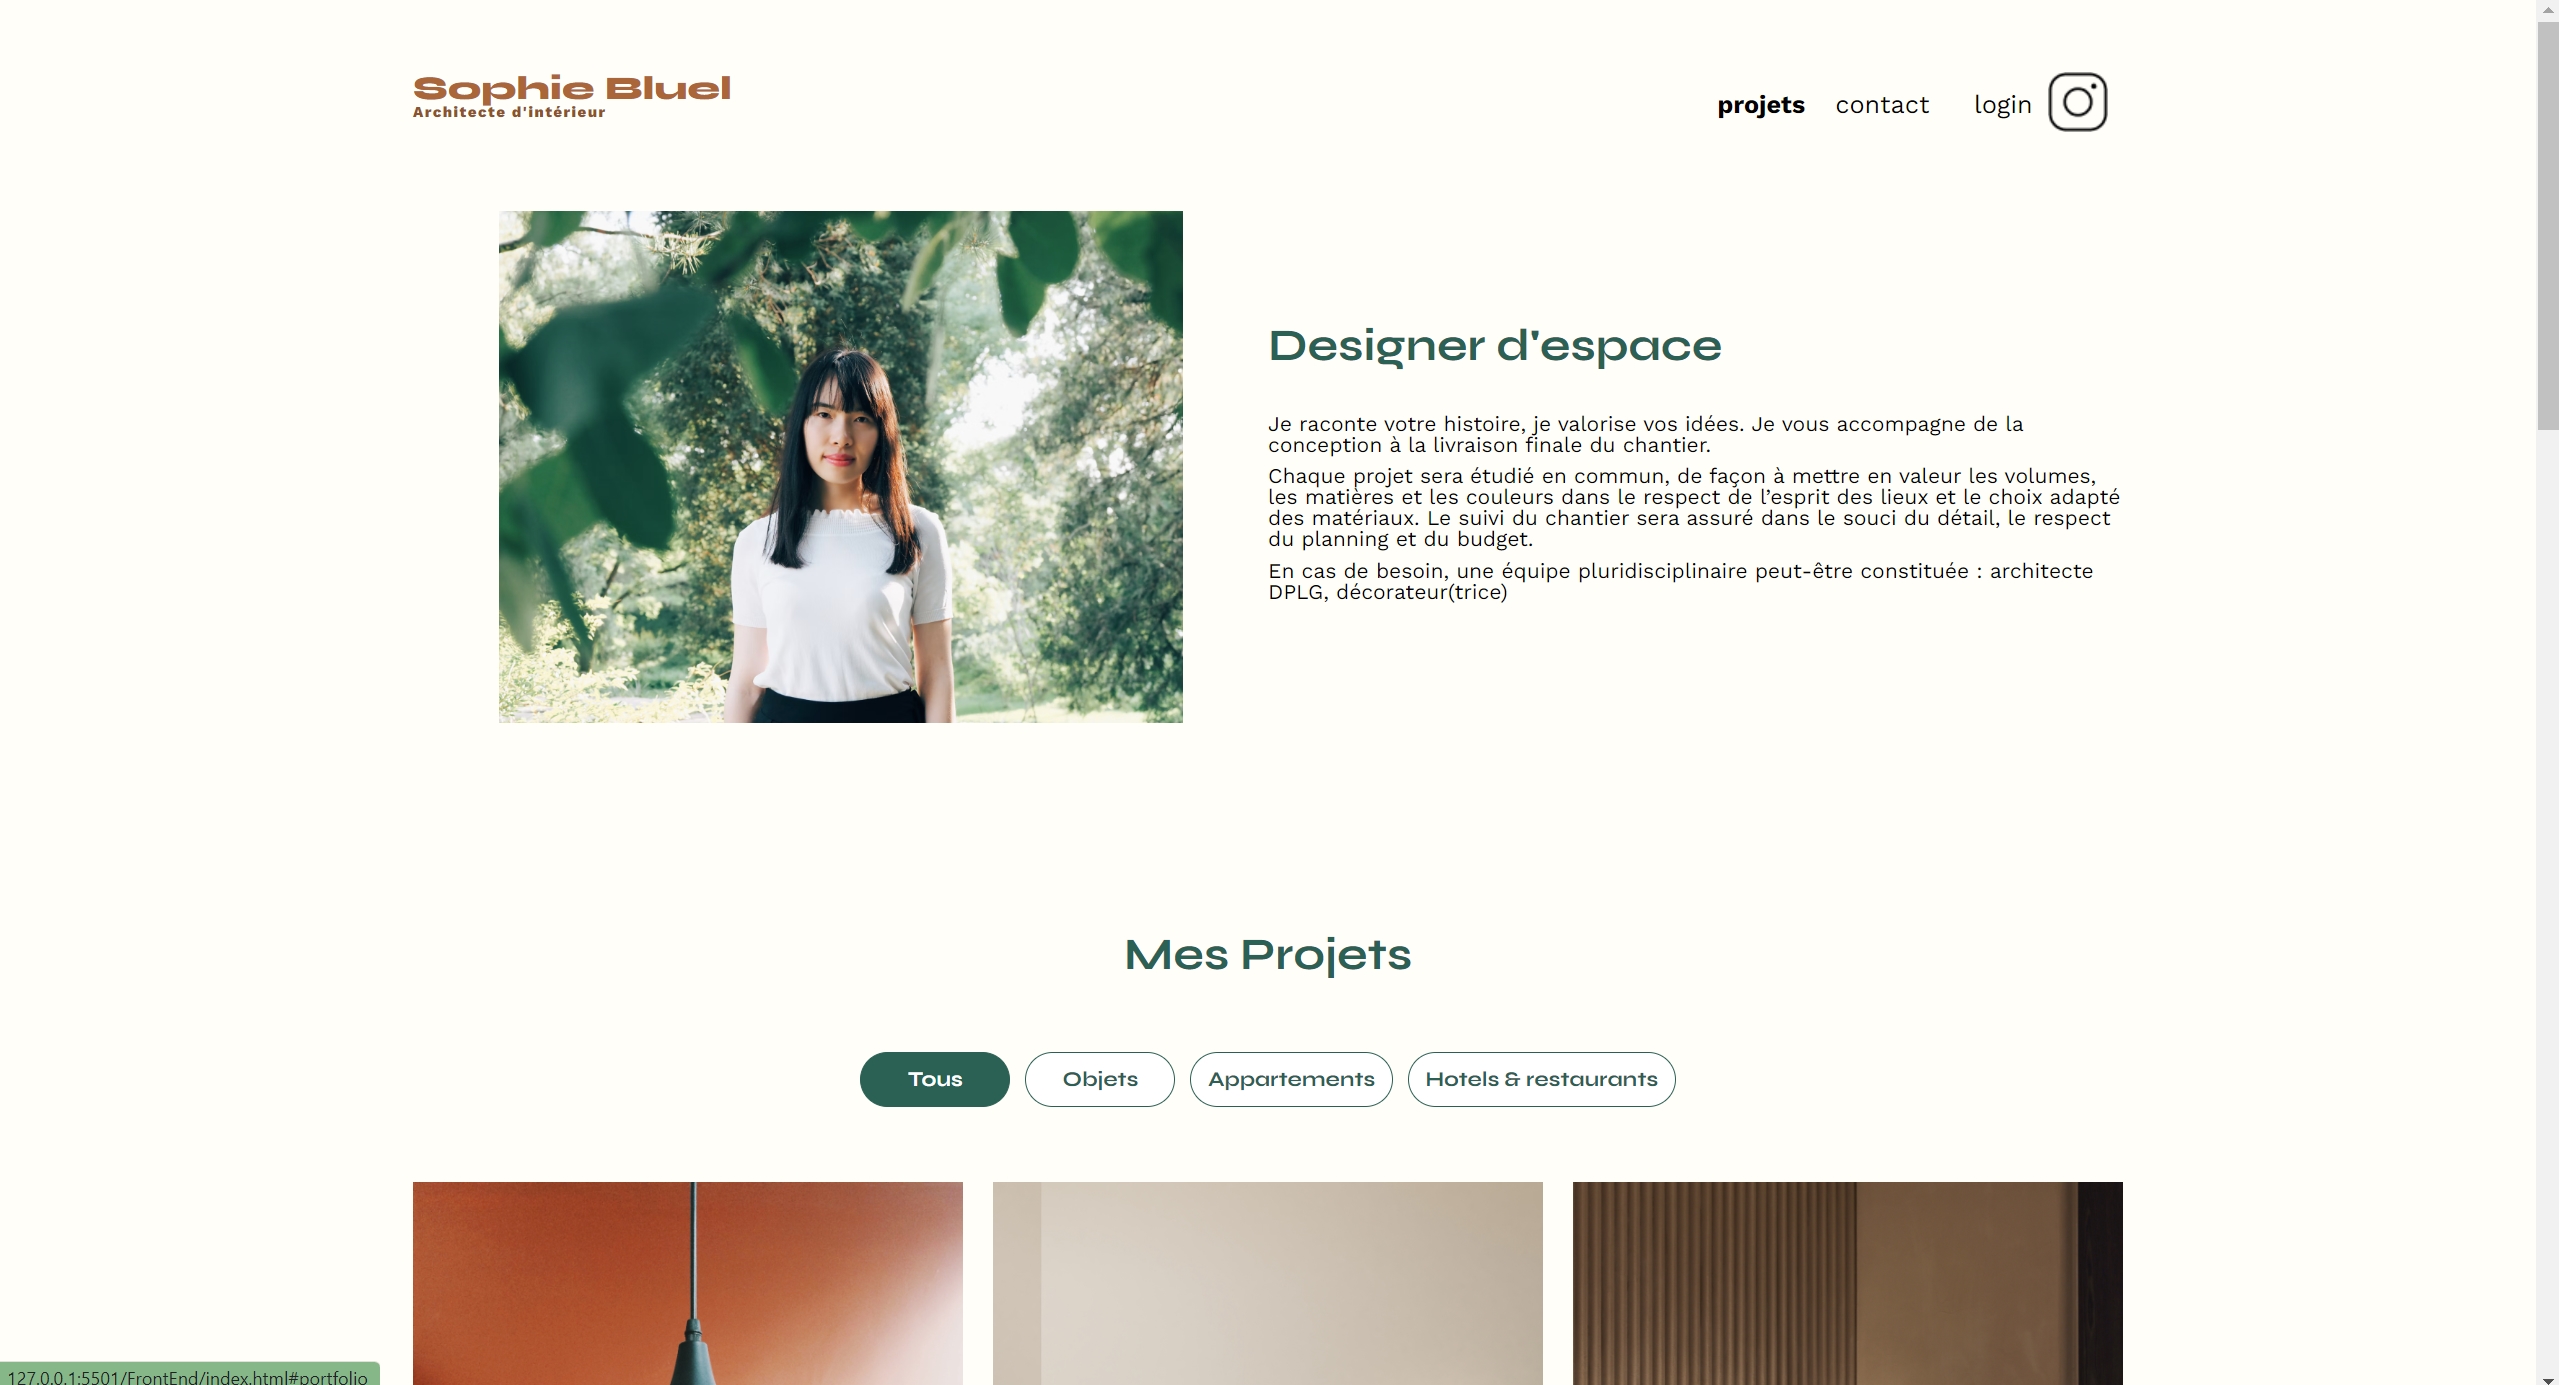 Sophie Bluel
Architecte d'intérieur
projets
contact
login
Designer d'espace
Je raconte votre histoire, je valorise vos idées. Je vous accompagne de la
conception à la livraison finale du chantier.
Chaque projet sera étudié en commun, de façon à mettre en valeur les volumes,
les matières et les couleurs dans le respect de l’esprit des lieux et le choix adapté
des matériaux. Le suivi du chantier sera assuré dans le souci du détail, le respect
du planning et du budget.
En cas de besoin, une équipe pluridisciplinaire peut-être constituée : architecte
DPLG, décorateur(trice)
Mes Projets
Tous
Objets
Appartements
Hotels & restaurants
127.0.0.1:5501/FrontEnd/index.html#portfolio